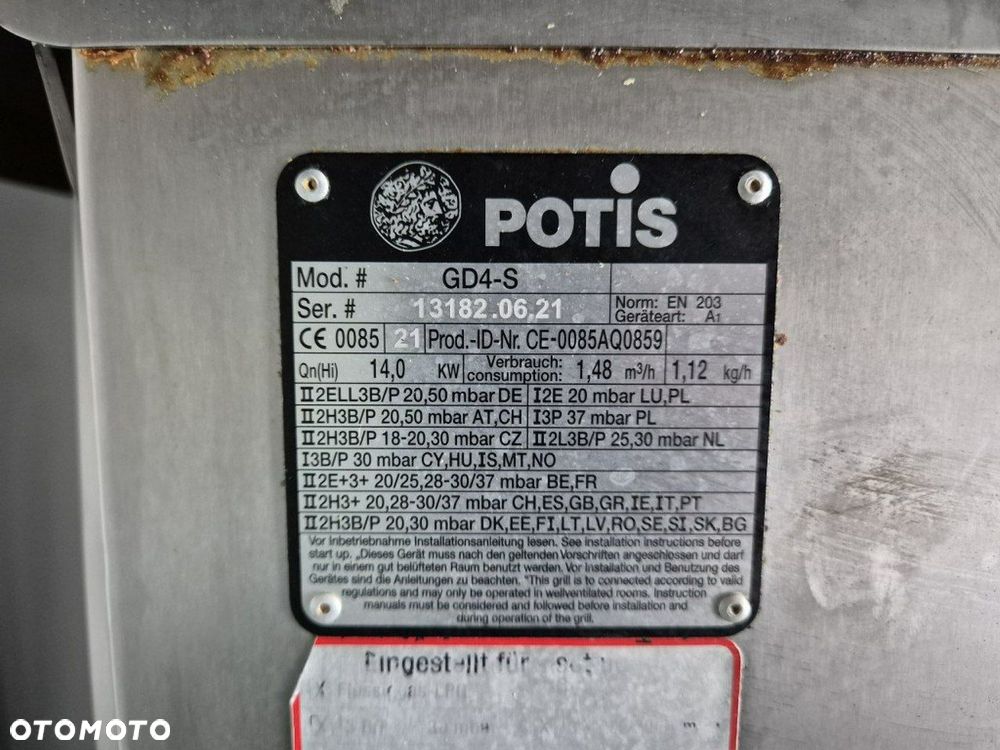 POTIS
Mod. # GD4-S
Ser. # 13182.06.21 Norm: EN 203
Geräteart: A1
CE 0085 21 Prod.-ID-Nr. CE-0085AQ0859
Qn(Hi) 14,0 KW Verbrauch: consumption: 1,48 m³/h 1,12 kg/h
II2ELL3B/P 20,50 mbar DE I2E 20 mbar LU,PL
II2H3B/P 20,50 mbar AT,CH I3P 37 mbar PL
II2H3B/P 18-20,30 mbar CZ II2L3B/P 25,30 mbar NL
I3B/P 30 mbar CY,HU,IS,MT,NO
II2E+3+ 20/25,28-30/37 mbar BE,FR
II2H3+ 20,28-30/37 mbar CH,ES,GB,GR,IE,IT,PT
II2H3B/P 20,30 mbar DK,EE,FI,LT,LV,RO,SE,SI,SK,BG
Vor Inbetriebnahme Installationsanleitung lesen. See installation instructions before
start up. „Dieses Gerät muss nach den geltenden Vorschriften angeschlossen und darf
nur in einem gut belüfteten Raum benutzt werden. Vor Installation und Benutzung des
Gerätes sind die Anleitungen zu beachten. "This grill is to connected according to valid
regulations and may only be operated in wellventilated rooms. Instruction
manuals must be considered and followed before installation and
during operation of the grill.
Eingestellt für
OTOMOTO